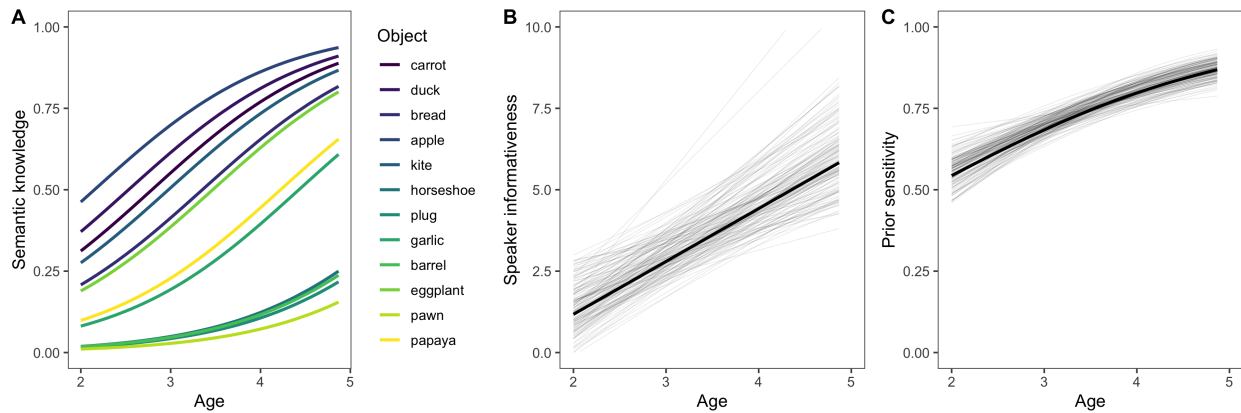 A
Semantic knowledge
1.00
0.75
0.50
0.25
0.00
2 3 4 5
Age
Object
carrot
duck
bread
apple
kite
horseshoe
plug
garlic
barrel
eggplant
pawn
papaya
B
Speaker informativeness
10.0
7.5
5.0
2.5
0.0
2 3 4 5
Age
C
Prior sensitivity
1.00
0.75
0.50
0.25
0.00
2 3 4 5
Age